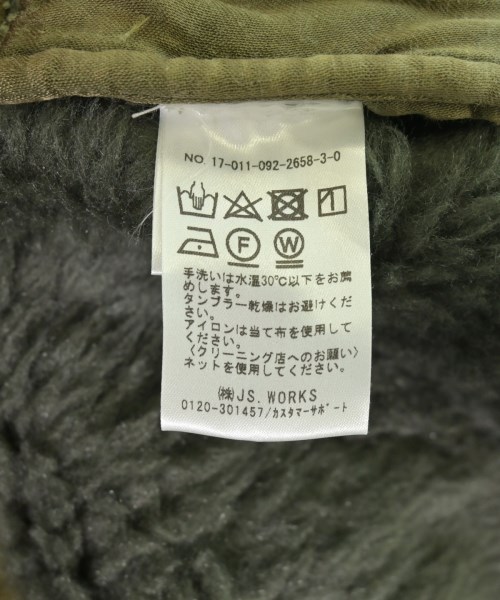 NO. 17-011-092-2658-3-0
F W
手洗いは水温30℃以下をお薦
めします。
タンブラー乾燥はお避けくだ
さい。
アイロンは当て布を使用して
ください。
〈クリーニング店へのお願い〉
ネットを使用してください。
㈱JS. WORKS
0120-301457/カスタマーサポート